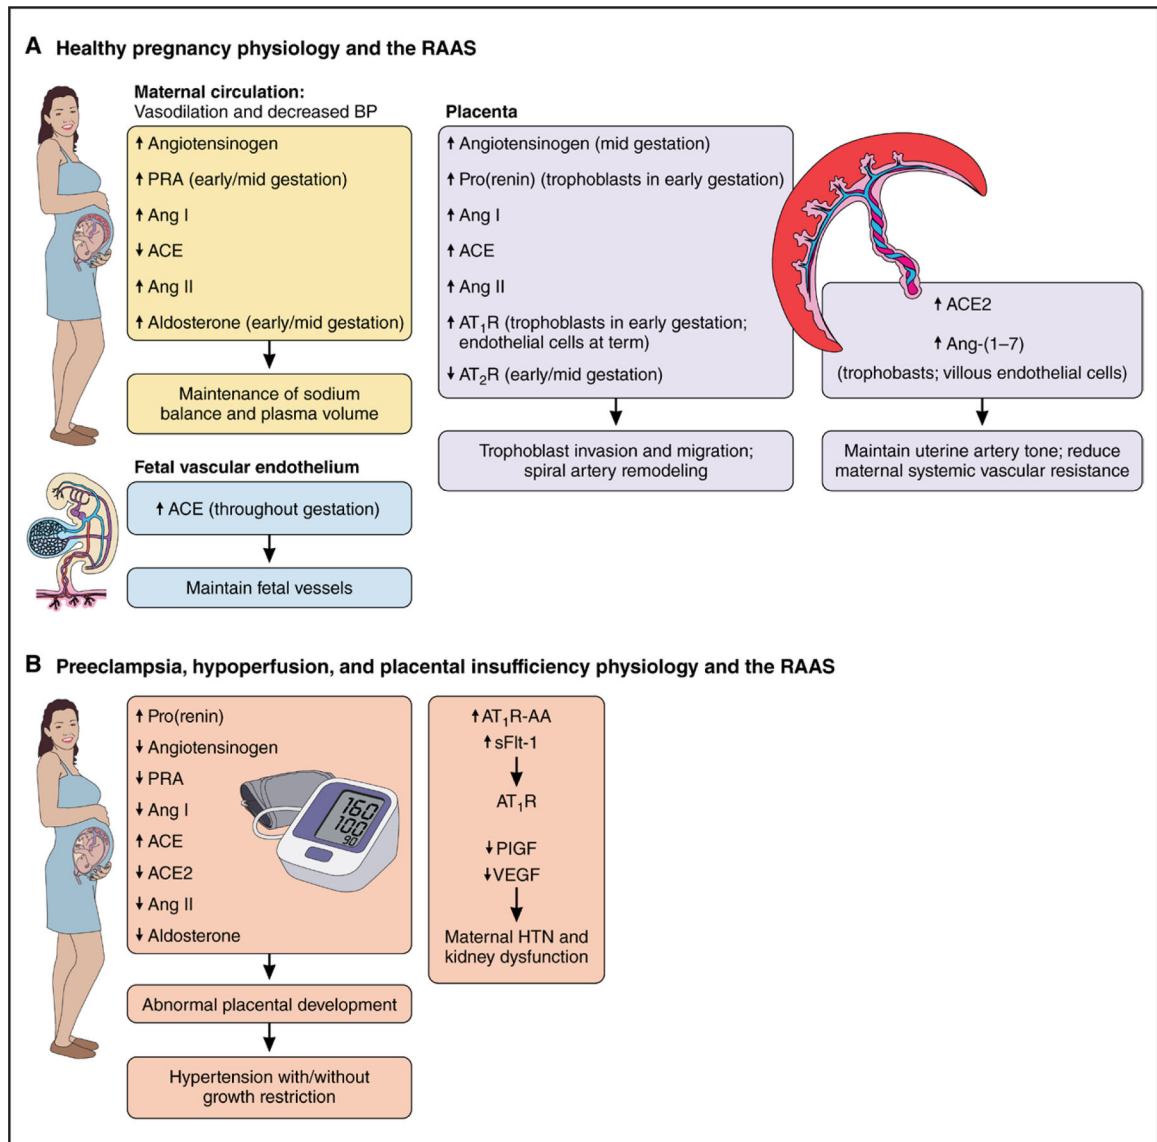 A Healthy pregnancy physiology and the RAAS
Maternal circulation:
Vasodilation and decreased BP
↑ Angiotensinogen
↑ PRA (early/mid gestation)
↑ Ang I
↓ ACE
↑ Ang II
↑ Aldosterone (early/mid gestation)
Maintenance of sodium
balance and plasma volume
Placenta
↑ Angiotensinogen (mid gestation)
↑ Pro(renin) (trophoblasts in early gestation)
↑ Ang I
↑ ACE
↑ Ang II
↑ AT₁R (trophoblasts in early gestation;
endothelial cells at term)
↓ AT₂R (early/mid gestation)
Trophoblast invasion and migration;
spiral artery remodeling
↑ ACE2
↑ Ang-(1–7)
(trophobasts; villous endothelial cells)
Maintain uterine artery tone; reduce
maternal systemic vascular resistance
Fetal vascular endothelium
↑ ACE (throughout gestation)
Maintain fetal vessels
B Preeclampsia, hypoperfusion, and placental insufficiency physiology and the RAAS
↑ Pro(renin)
↓ Angiotensinogen
↓ PRA
↓ Ang I
↑ ACE
↓ ACE2
↓ Ang II
↓ Aldosterone
160
100
90
Abnormal placental development
Hypertension with/without
growth restriction
↑AT₁R-AA
↑sFlt-1
AT₁R
↓PlGF
↓VEGF
Maternal HTN and
kidney dysfunction